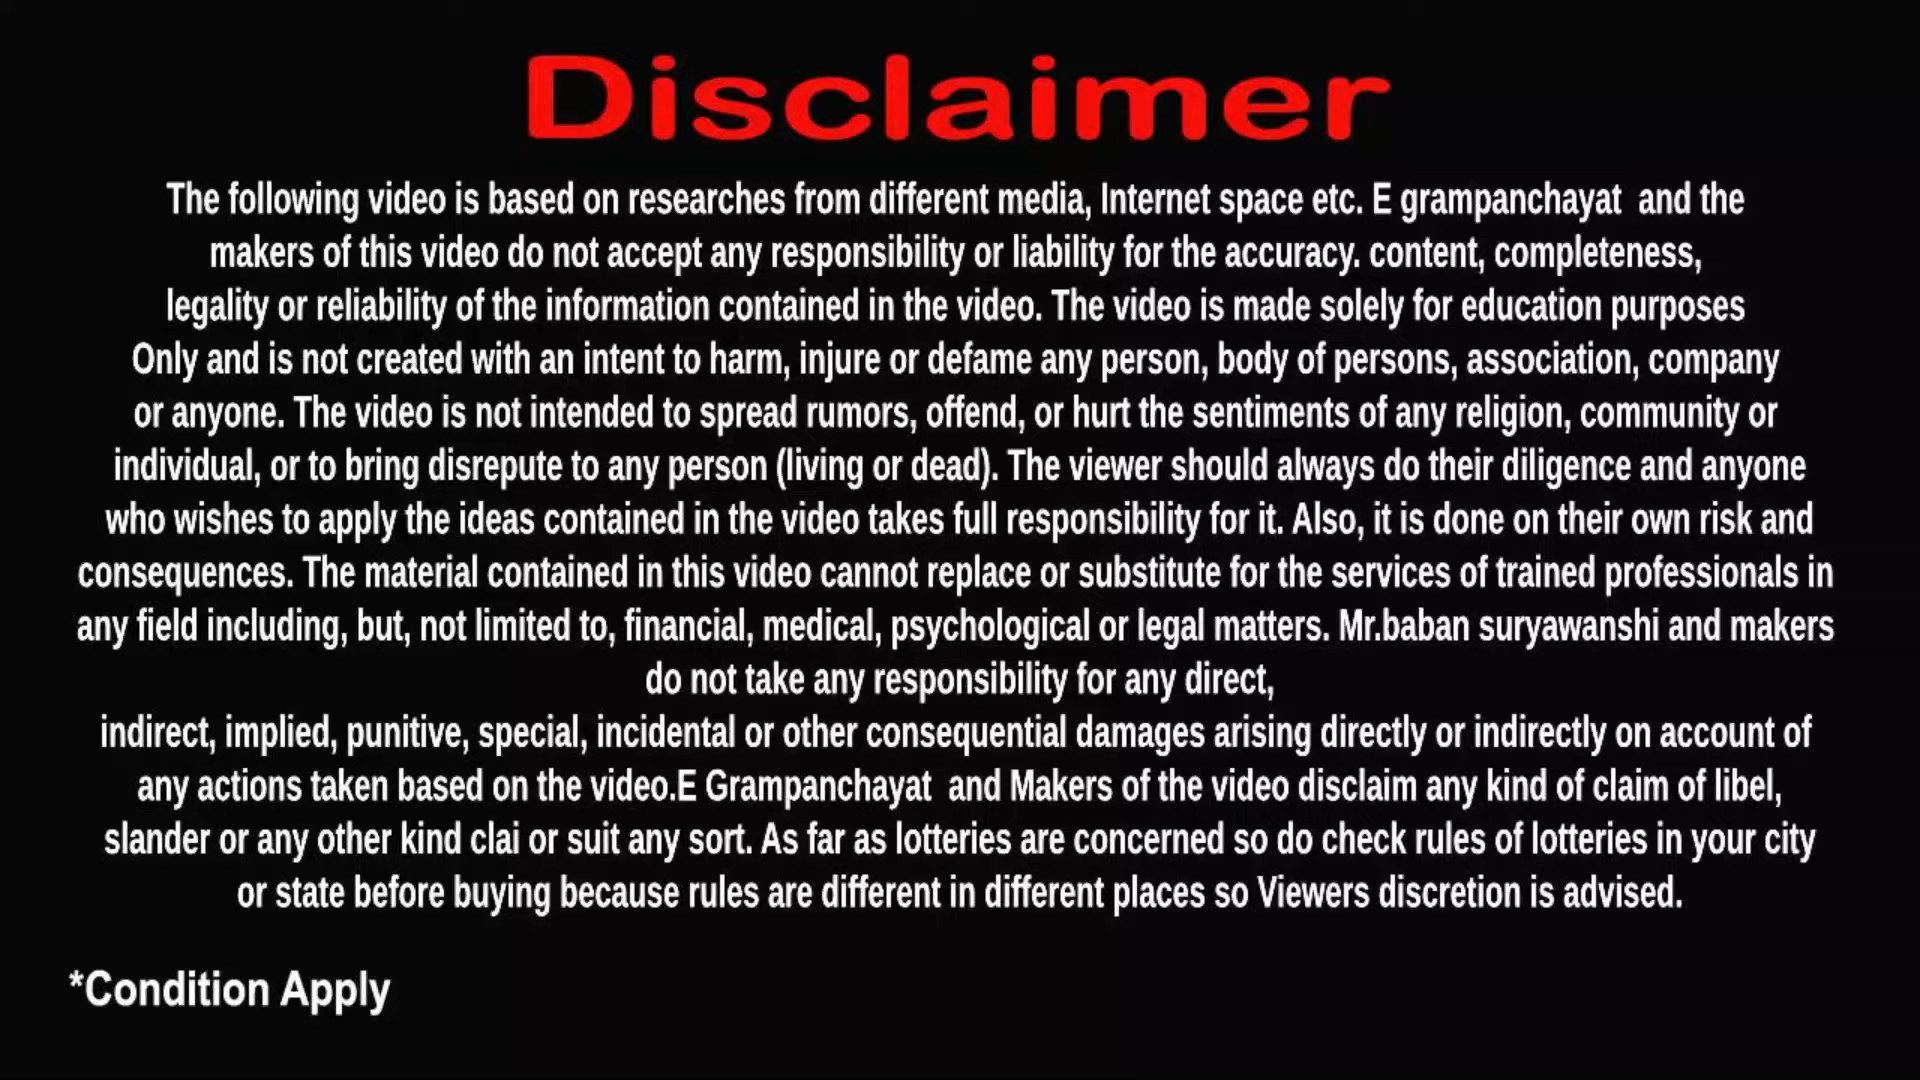 Disclaimer
The following video is based on researches from different media, Internet space etc. E grampanchayat  and the
makers of this video do not accept any responsibility or liability for the accuracy. content, completeness,
legality or reliability of the information contained in the video. The video is made solely for education purposes
Only and is not created with an intent to harm, injure or defame any person, body of persons, association, company
or anyone. The video is not intended to spread rumors, offend, or hurt the sentiments of any religion, community or
individual, or to bring disrepute to any person (living or dead). The viewer should always do their diligence and anyone
who wishes to apply the ideas contained in the video takes full responsibility for it. Also, it is done on their own risk and
consequences. The material contained in this video cannot replace or substitute for the services of trained professionals in
any field including, but, not limited to, financial, medical, psychological or legal matters. Mr.baban suryawanshi and makers
do not take any responsibility for any direct,
indirect, implied, punitive, special, incidental or other consequential damages arising directly or indirectly on account of
any actions taken based on the video.E Grampanchayat  and Makers of the video disclaim any kind of claim of libel,
slander or any other kind clai or suit any sort. As far as lotteries are concerned so do check rules of lotteries in your city
or state before buying because rules are different in different places so Viewers discretion is advised.
*Condition Apply